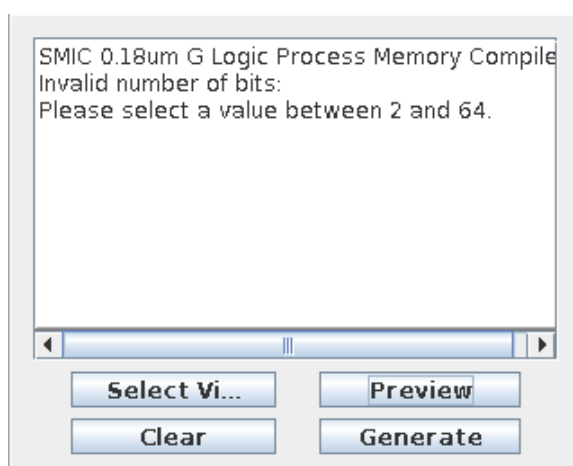 SMIC 0.18um G Logic Process Memory Compile
Invalid number of bits:
Please select a value between 2 and 64.
Select Vi...
Preview
Clear
Generate